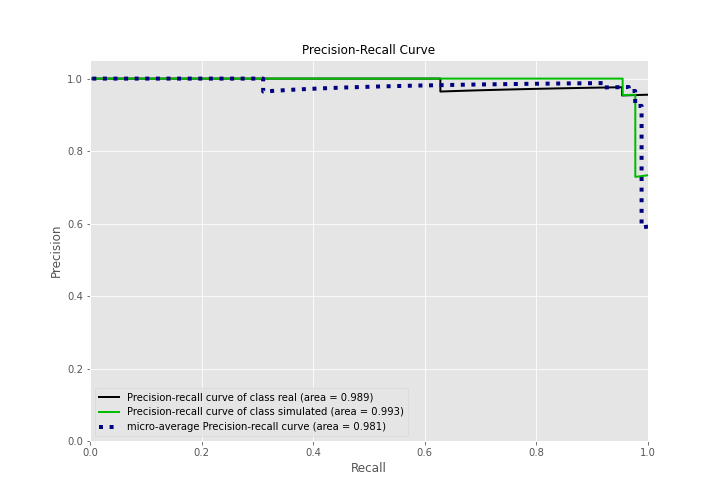 Precision-Recall Curve
1.0
0.8
0.6
0.4
0.2
0.0
Precision
Precision-recall curve of class real (area = 0.989)
Precision-recall curve of class simulated (area = 0.993)
micro-average Precision-recall curve (area = 0.981)
0.0 0.2 0.4 0.6 0.8 1.0
Recall